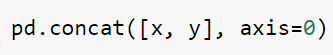 pd.concat([x, y], axis=0)